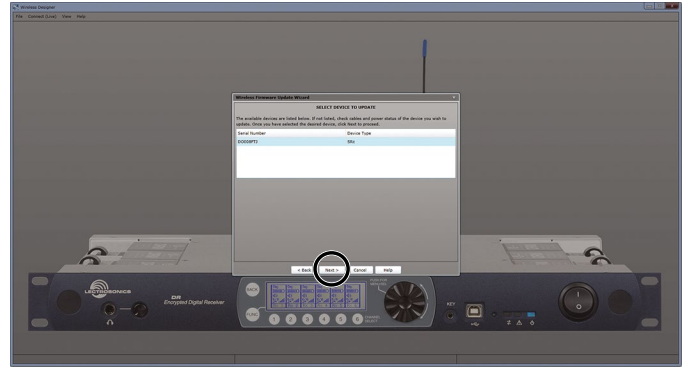 Wireless Designer
File Connect (Live) View Help
Wireless Firmware Update Wizard
SELECT DEVICE TO UPDATE
The available devices are listed below. If not listed, check cables and power status of the device you wish to
update. Once you have selected the desired device, click Next to proceed.
Serial Number Device Type
SRc
< Back Next > Cancel Help
LECTROSONICS
DR
Encrypted Digital Receiver
BACK
FUNC
1 2 3 4 5 6
KEY